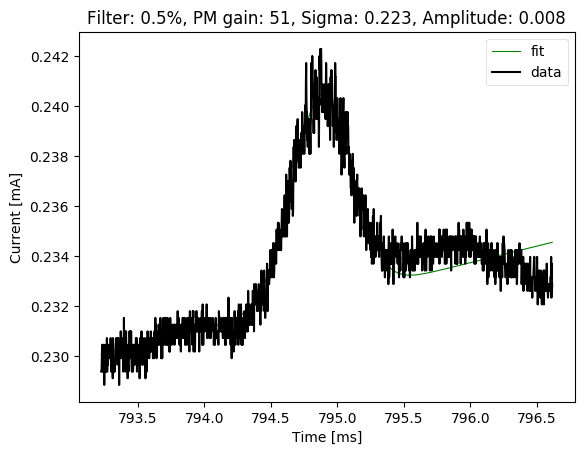 Filter: 0.5%, PM gain: 51, Sigma: 0.223, Amplitude: 0.008
fit
data
Current [mA]
0.242
0.240
0.238
0.236
0.234
0.232
0.230
793.5 794.0 794.5 795.0 795.5 796.0 796.5
Time [ms]